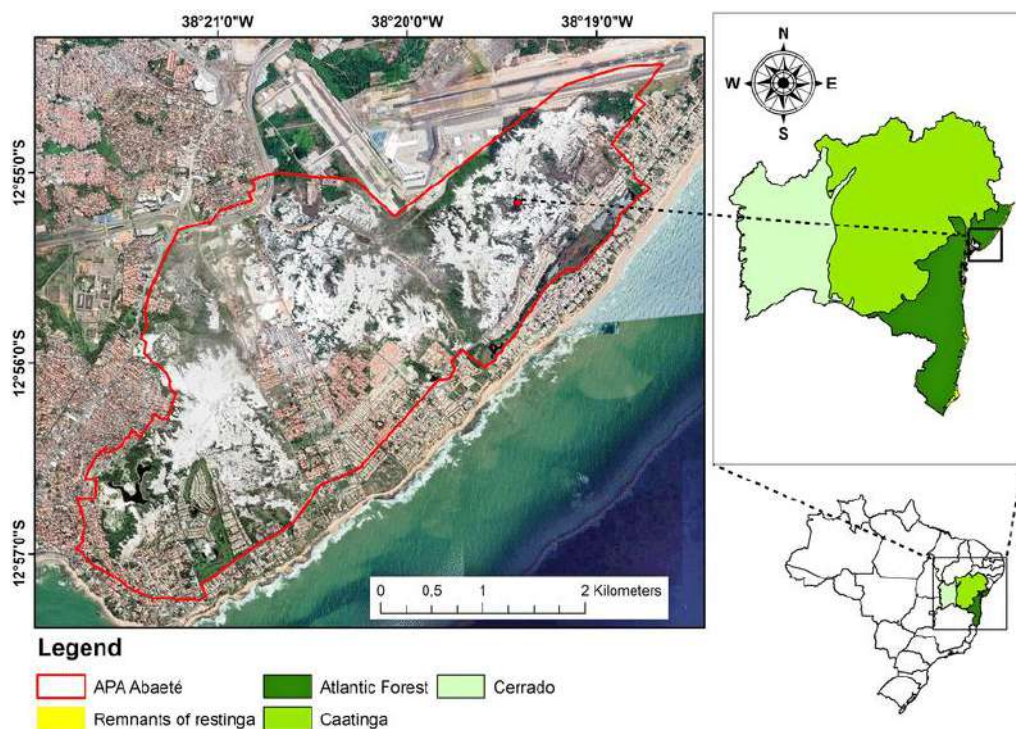 38°21'0"W 38°20'0"W 38°19'0"W
12°55'0"S
12°56'0"S
12°57'0"S
N
W E
S
0 0,5 1 2 Kilometers
Legend
APA Abaeté
Atlantic Forest
Cerrado
Remnants of restinga
Caatinga